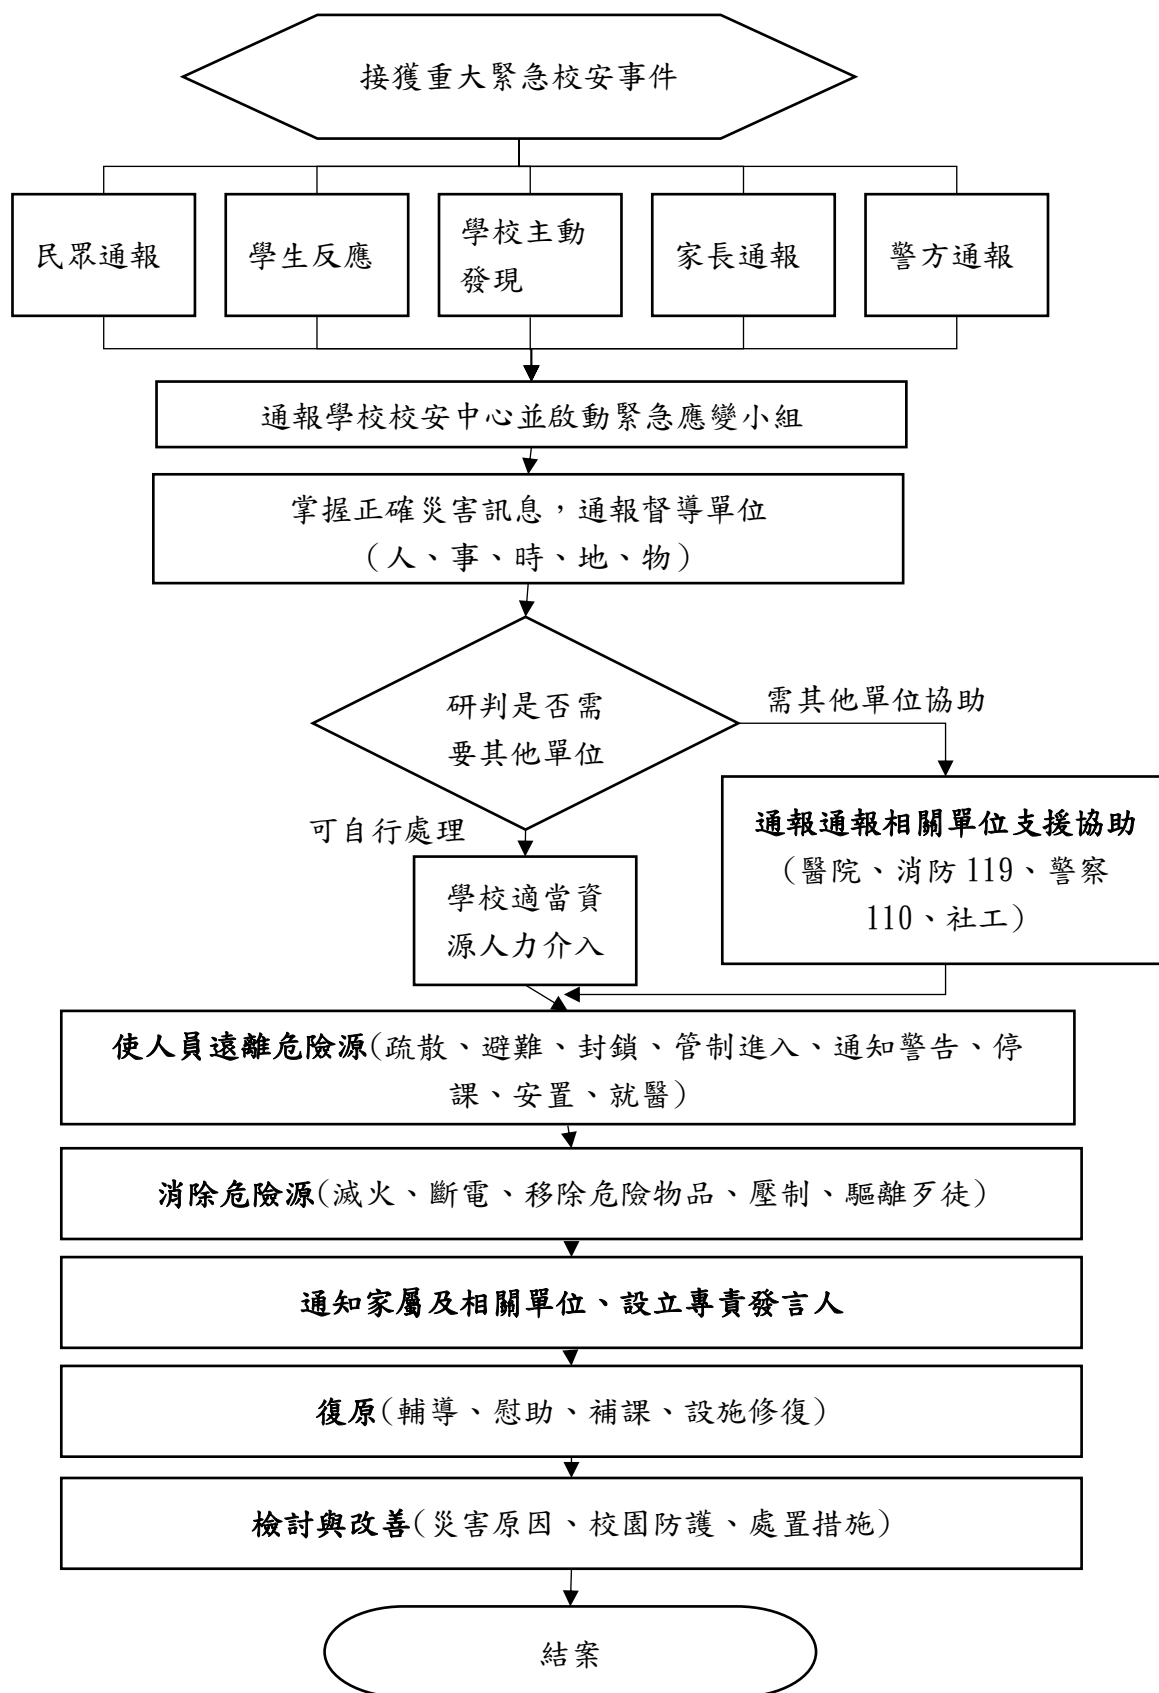 接獲重大緊急校安事件
民眾通報
學生反應
學校主動
發現
家長通報
警方通報
通報學校校安中心並啟動緊急應變小組
掌握正確災害訊息，通報督導單位
（人、事、時、地、物）
研判是否需
要其他單位
需其他單位協助
可自行處理
通報通報相關單位支援協助
（醫院、消防 119、警察
110、社工）
學校適當資
源人力介入
使人員遠離危險源(疏散、避難、封鎖、管制進入、通知警告、停
課、安置、就醫)
消除危險源(滅火、斷電、移除危險物品、壓制、驅離歹徒)
通知家屬及相關單位、設立專責發言人
復原(輔導、慰助、補課、設施修復)
檢討與改善(災害原因、校園防護、處置措施)
結案